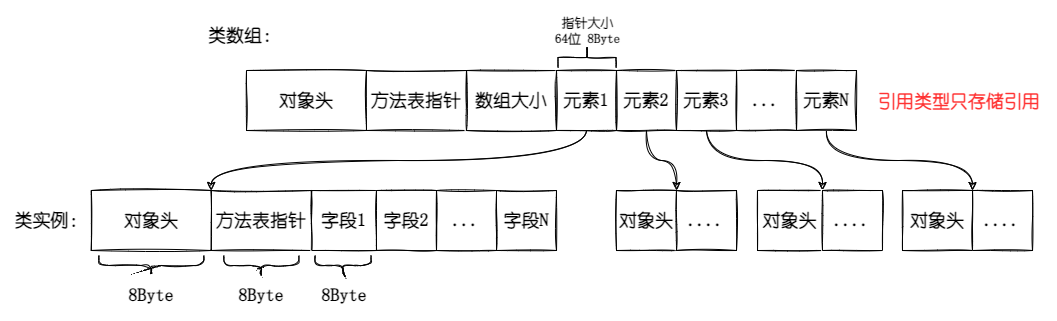 类数组:
指针大小
64位 8Byte
对象头 方法表指针 数组大小 元素1 元素2 元素3 ... 元素N
引用类型只存储引用
类实例:
对象头 方法表指针 字段1 字段2 ... 字段N
对象头 ....
对象头 ....
对象头 ....
8Byte 8Byte 8Byte